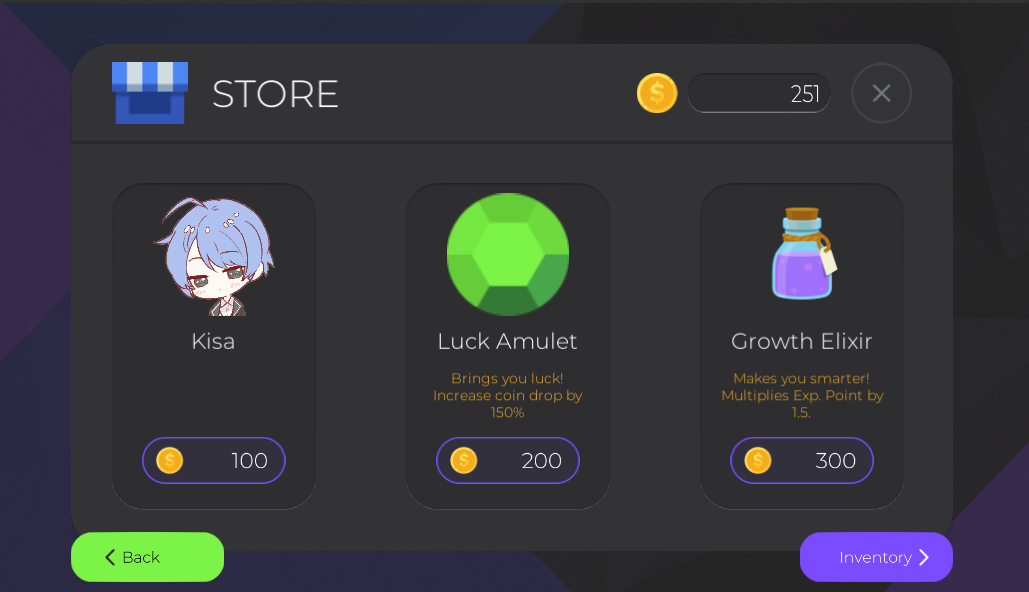 STORE
$ 251
Kisa
$ 100
Luck Amulet
Brings you luck!
Increase coin drop by
150%
$ 200
Growth Elixir
Makes you smarter!
Multiplies Exp. Point by
1.5.
$ 300
Back
Inventory